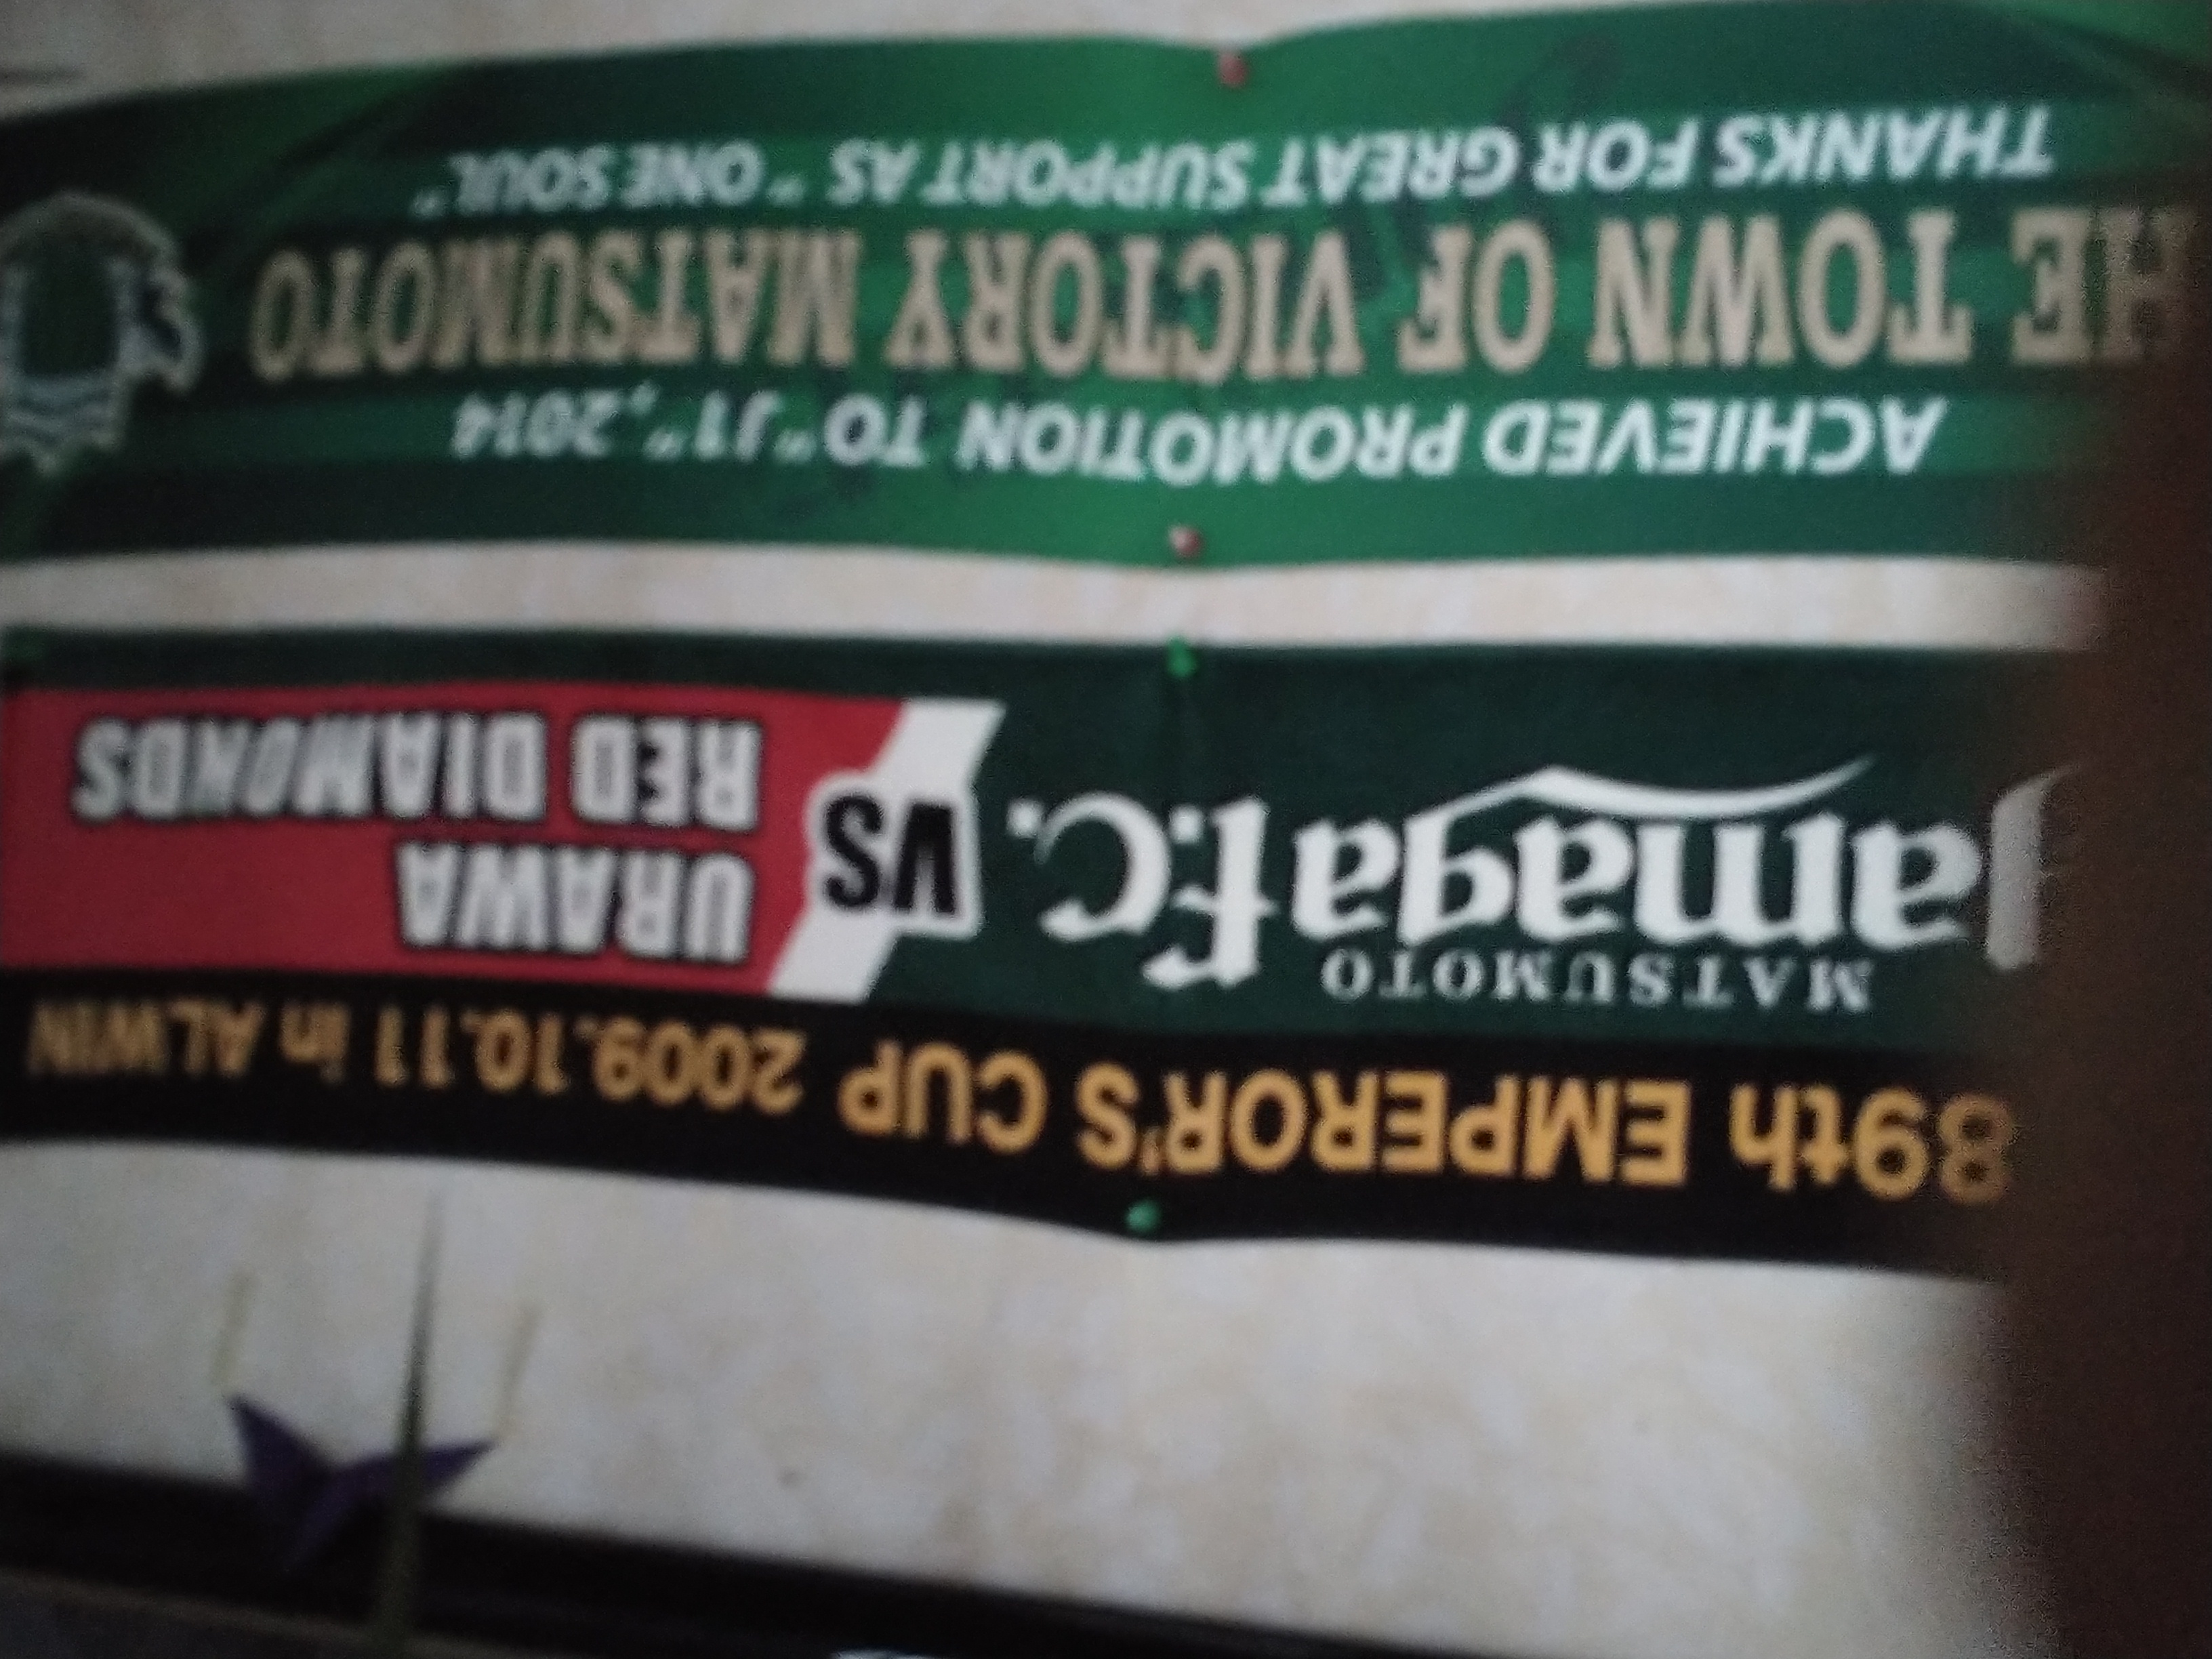 89th EMPEROR'S CUP 2009.10.11 in ALWIN
MATSUMOTO
amaga f.c.
VS
URAWA
RED DIAMONDS
ACHIEVED PROMOTION TO "J1", 2014
HE TOWN OF VICTORY MATSUMOTO
THANKS FOR GREAT SUPPORT AS "ONE SOUL"